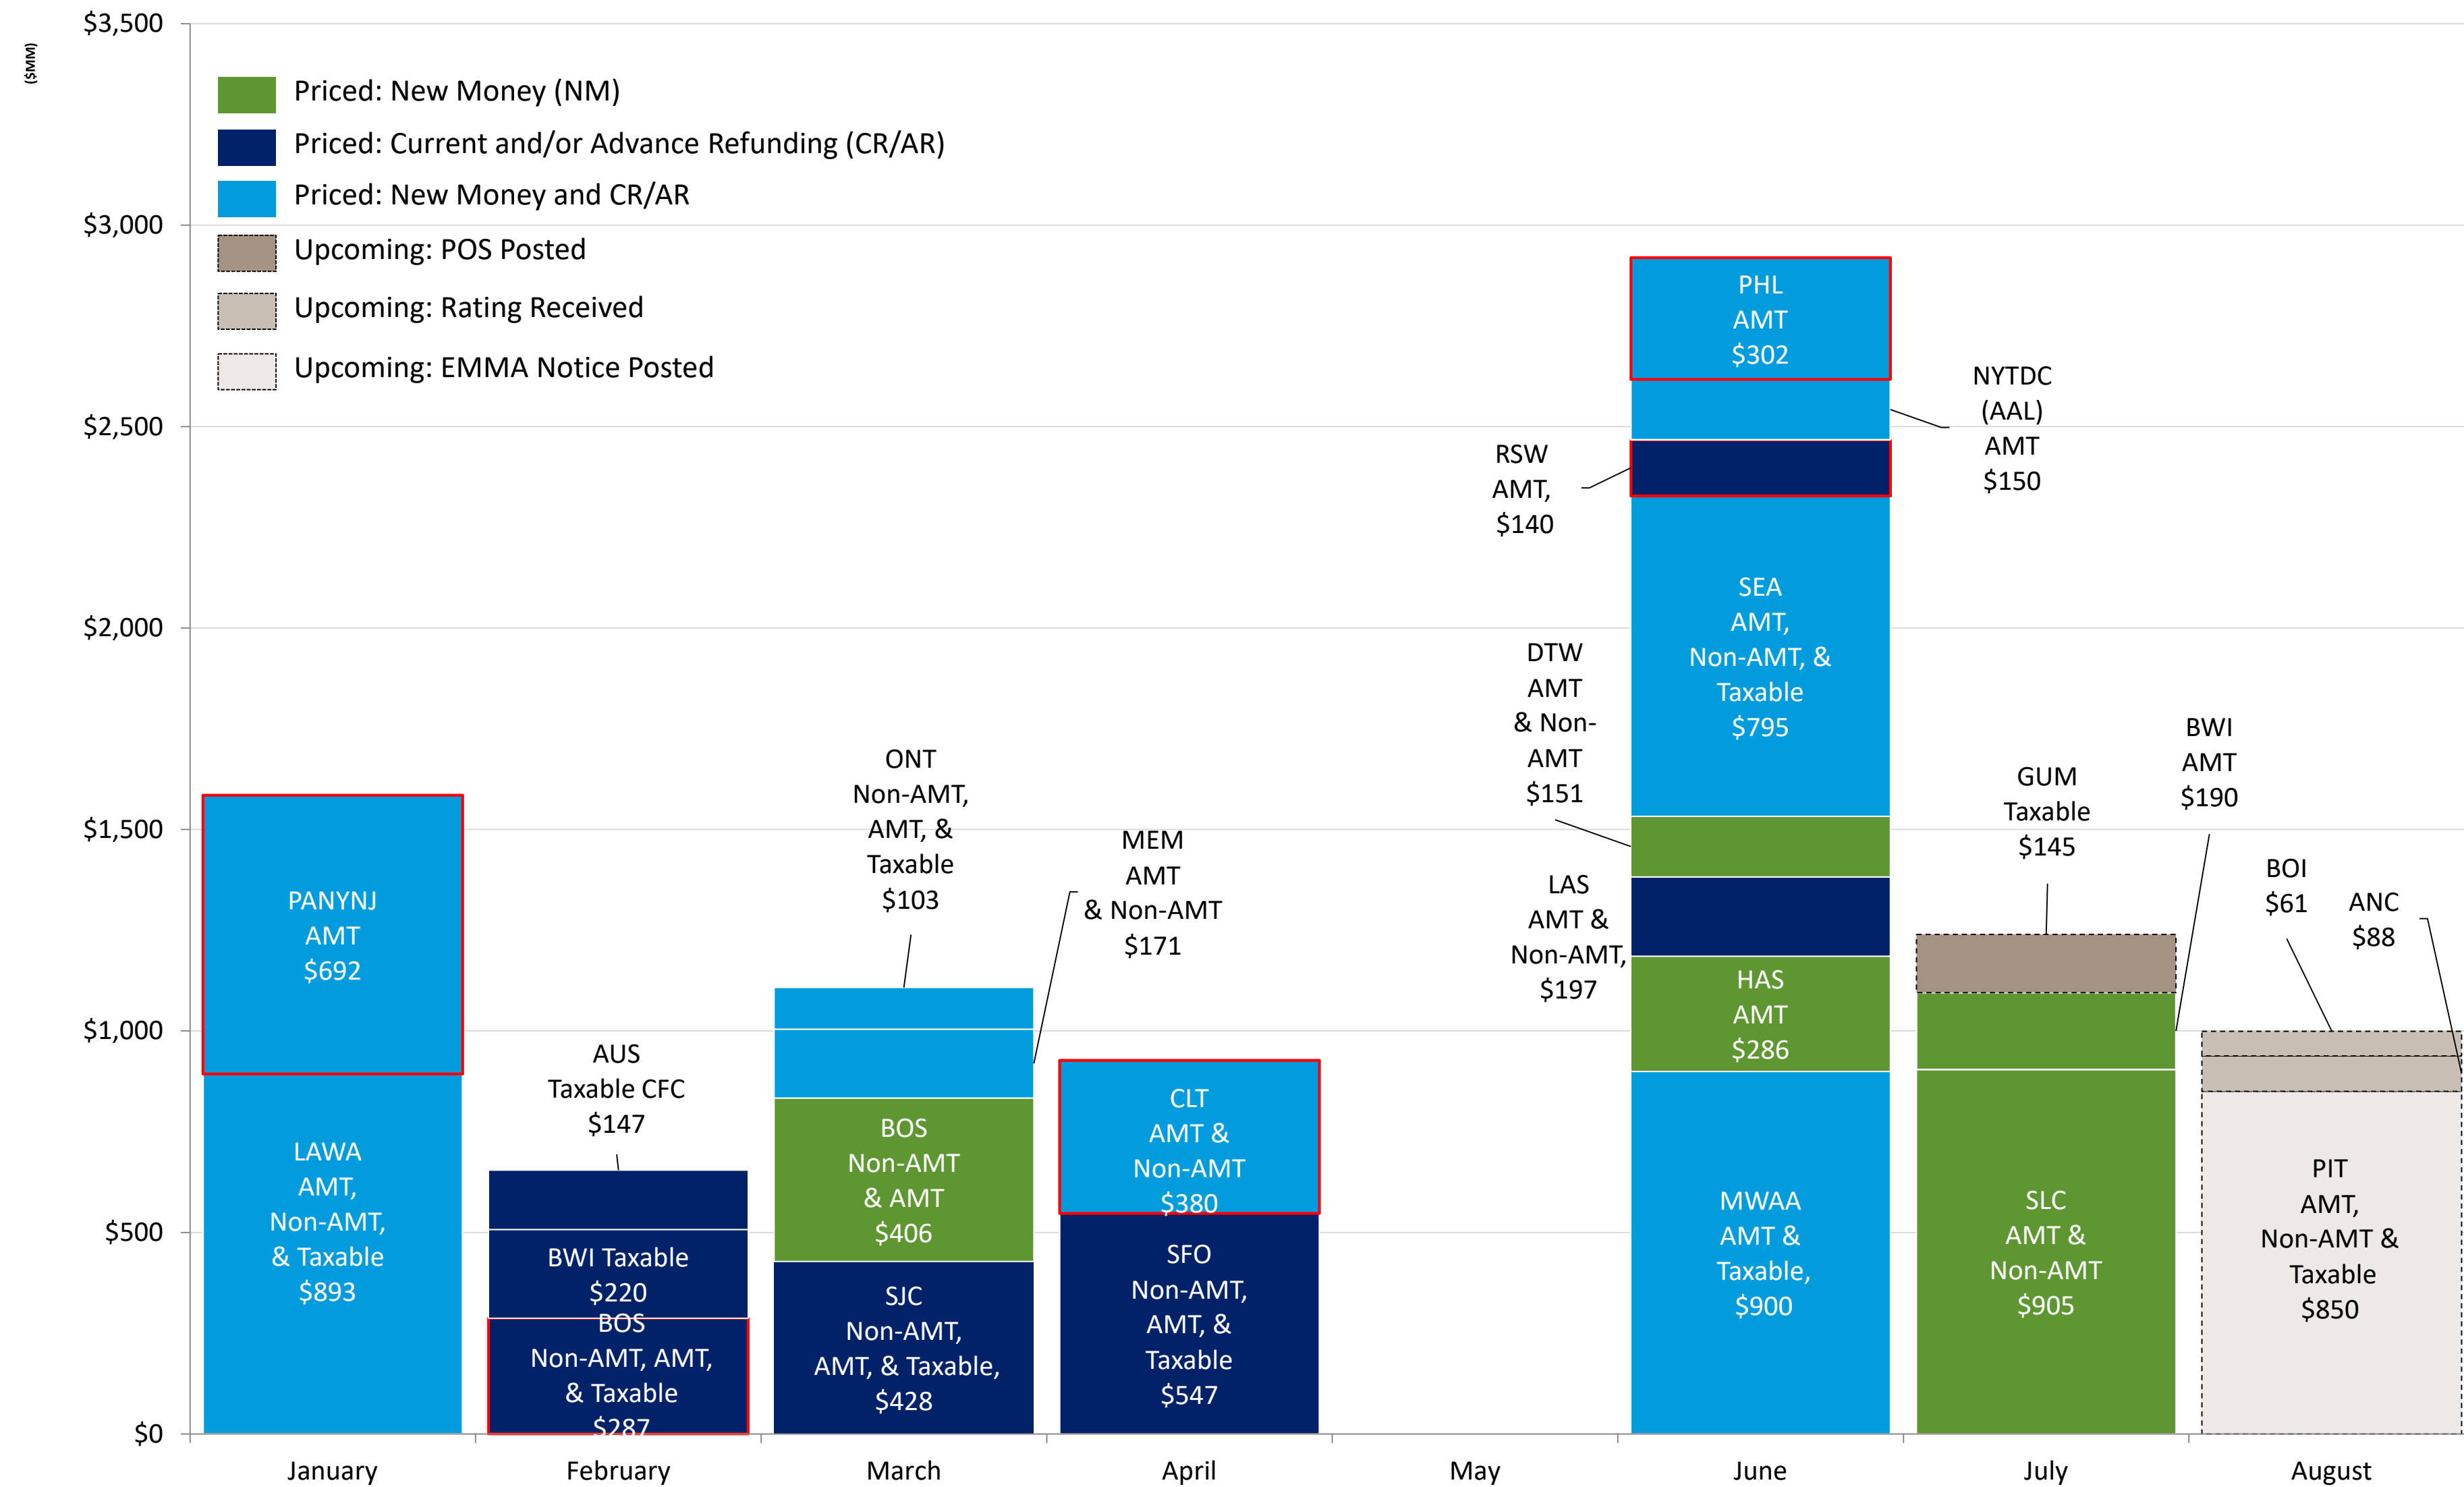 ($MM)
$3,500
$3,000
$2,500
$2,000
$1,500
$1,000
$500
$0
Priced: New Money (NM)
Priced: Current and/or Advance Refunding (CR/AR)
Priced: New Money and CR/AR
Upcoming: POS Posted
Upcoming: Rating Received
Upcoming: EMMA Notice Posted
PANYNJ
AMT
$692
LAWA
AMT,
Non-AMT,
& Taxable
$893
AUS
Taxable CFC
$147
BWI Taxable
$220
BOS
Non-AMT, AMT,
& Taxable
$287
ONT
Non-AMT,
AMT, &
Taxable
$103
MEM
AMT
& Non-AMT
$171
BOS
Non-AMT
& AMT
$406
SJC
Non-AMT,
AMT, & Taxable,
$428
CLT
AMT &
Non-AMT
$380
SFO
Non-AMT,
AMT, &
Taxable
$547
PHL
AMT
$302
NYTDC
(AAL)
AMT
$150
RSW
AMT,
$140
SEA
AMT,
Non-AMT, &
Taxable
$795
DTW
AMT
& Non-
AMT
$151
LAS
AMT &
Non-AMT,
$197
HAS
AMT
$286
MWAA
AMT &
Taxable,
$900
GUM
Taxable
$145
BWI
AMT
$190
SLC
AMT &
Non-AMT
$905
BOI
$61
ANC
$88
PIT
AMT,
Non-AMT &
Taxable
$850
January
February
March
April
May
June
July
August